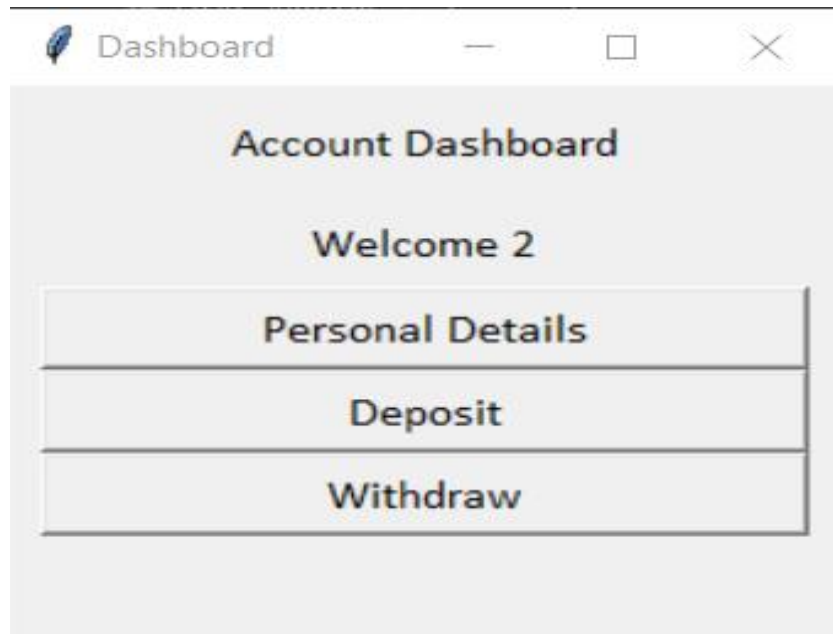 Dashboard
Account Dashboard
Welcome 2
Personal Details
Deposit
Withdraw